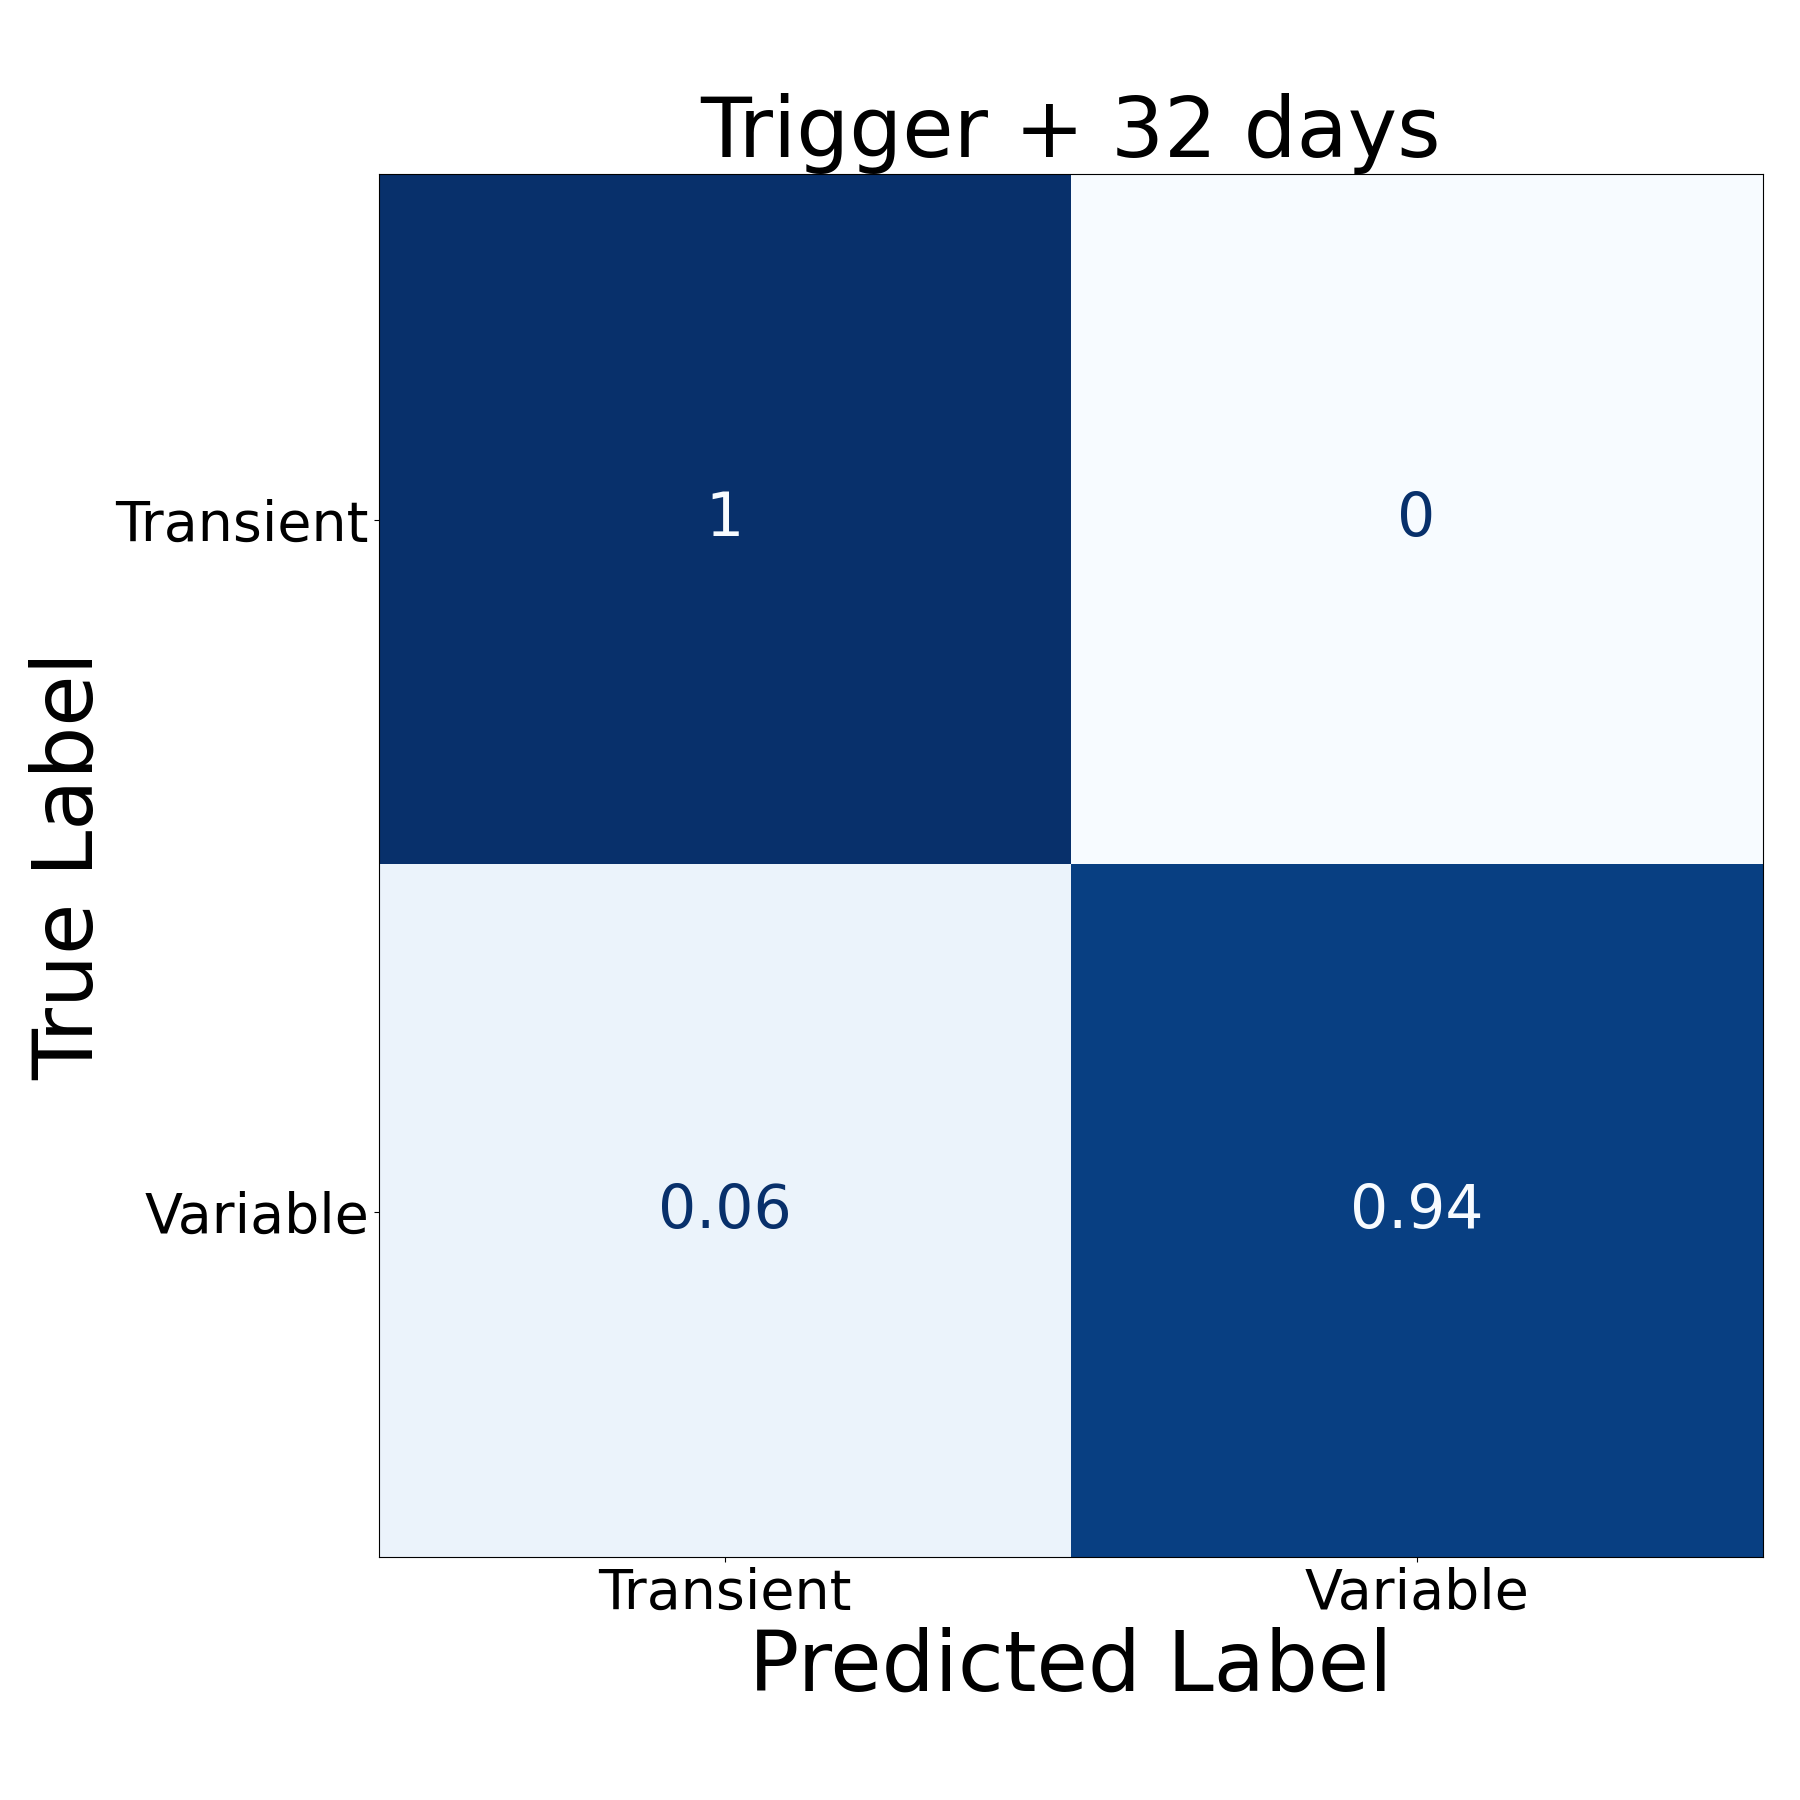 Trigger + 32 days
True Label
Transient
1
0
Variable
0.06
0.94
Transient
Variable
Predicted Label